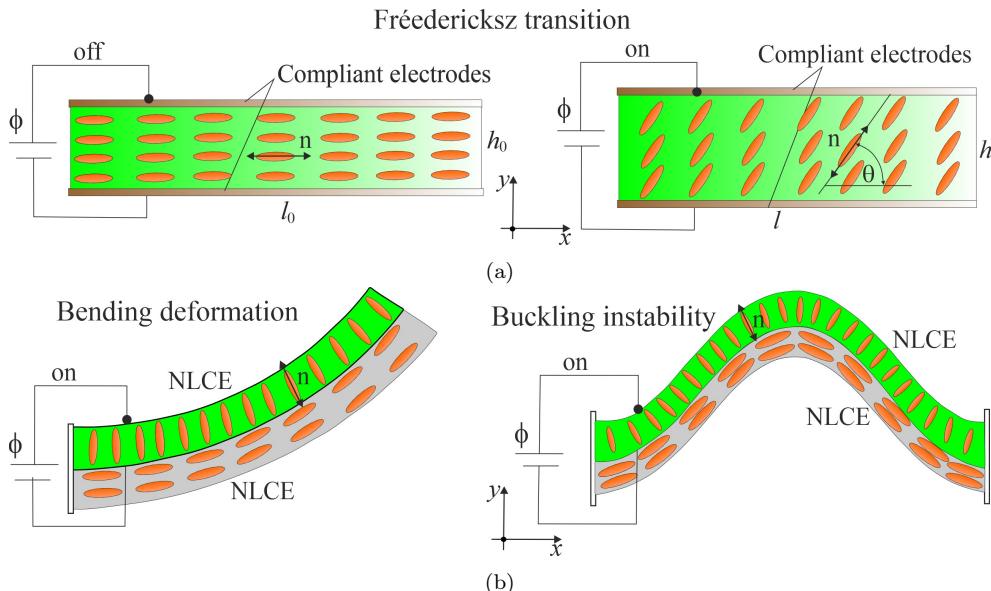 Fréedericksz transition
off
Compliant electrodes
ϕ
n
h₀
l₀
y
x
on
Compliant electrodes
ϕ
n
θ
h
l
(a)
Bending deformation
on
NLCE
n
ϕ
NLCE
Buckling instability
n
NLCE
on
NLCE
ϕ
y
x
(b)